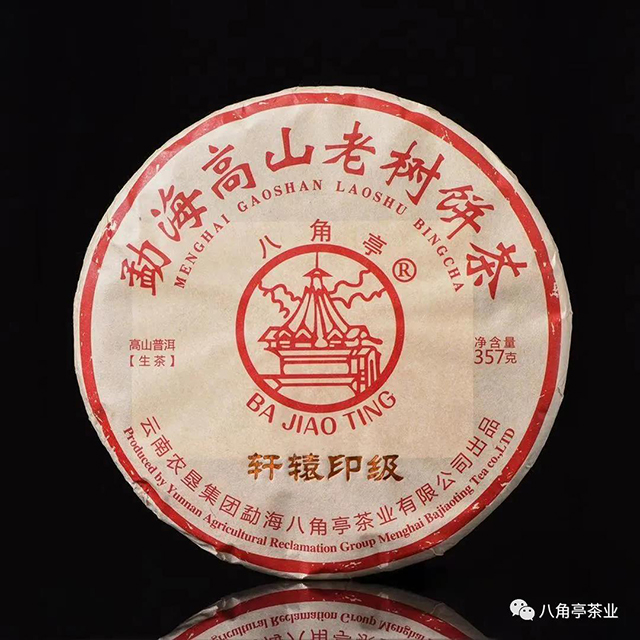 勐海高山老树饼茶
MENGHAI GAOSHAN LAOSHU BINGCHA
八角亭®
高山普洱
【生茶】
净含量
357克
BA JIAO TING
轩辕印级
云南农垦集团勐海八角亭茶业有限公司出品
Produced by Yunnan Agricultural Reclamation Group Menghai Bajiaoting Tea co.,LTD
八角亭茶业